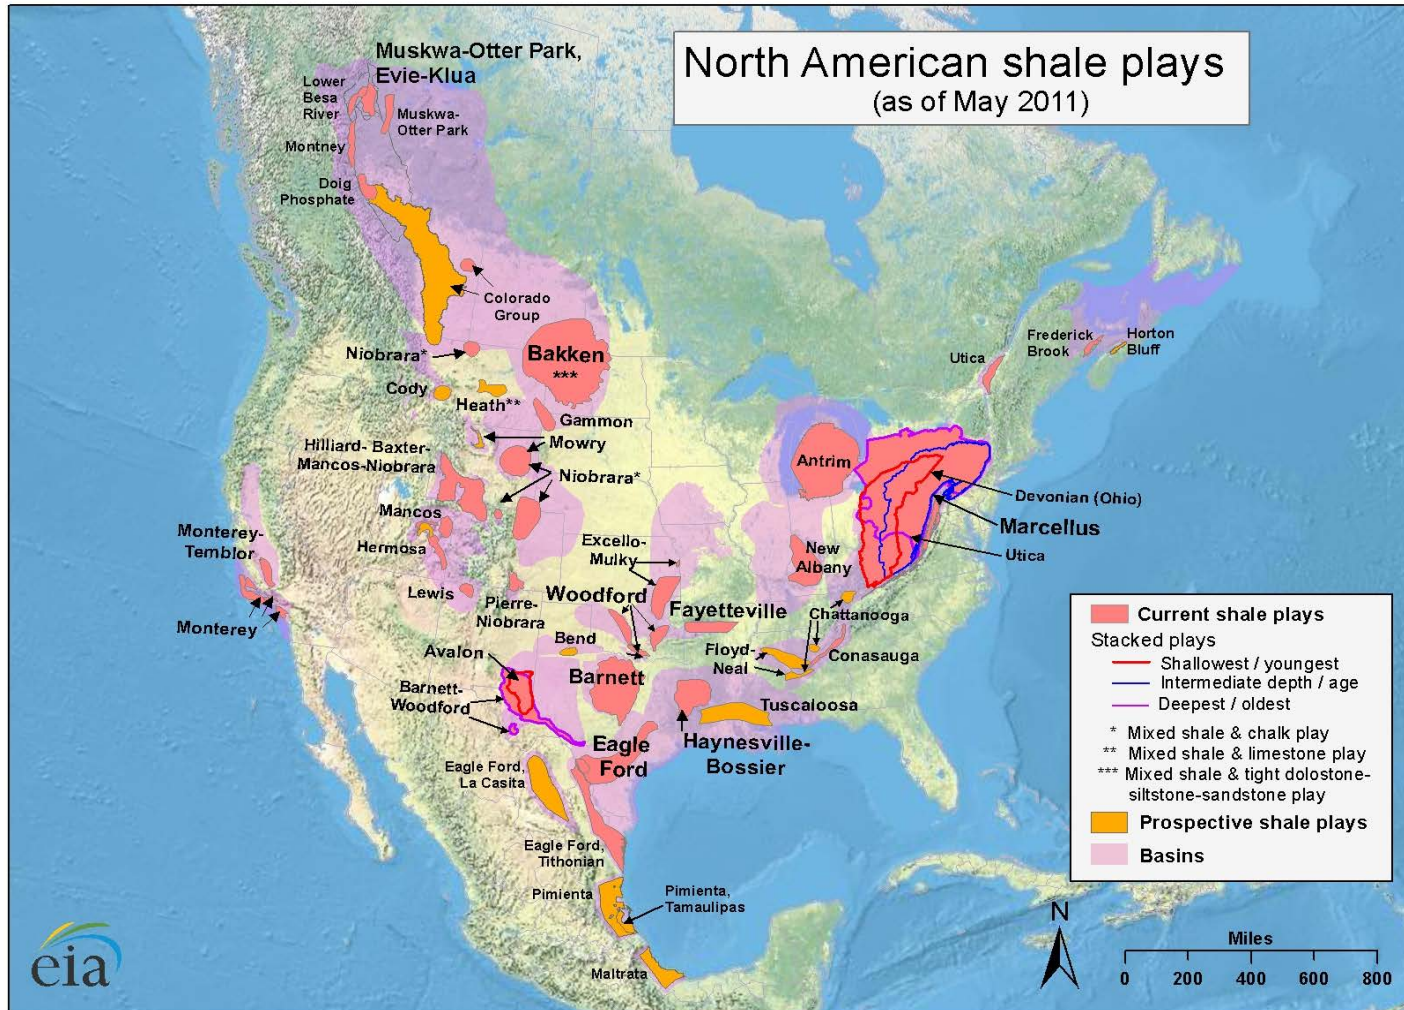 North American shale plays
(as of May 2011)
Muskwa-Otter Park,
Evie-Klua
Lower
Besa
River
Muskwa-
Otter Park
Montney
Doig
Phosphate
Colorado
Group
Niobrara*
Bakken
***
Cody
Heath**
Gammon
Mowry
Hilliard- Baxter-
Mancos-Niobrara
Niobrara*
Mancos
Hermosa
Monterey-
Temblor
Monterey
Lewis
Pierre-
Niobrara
Excello-
Mulky
Woodford
Fayetteville
Bend
Avalon
Barnett
Barnett-
Woodford
Eagle
Ford
Haynesville-
Bossier
Tuscaloosa
Floyd-
Neal
Conasauga
Chattanooga
New
Albany
Antrim
Devonian (Ohio)
Marcellus
Utica
Utica
Frederick
Brook
Horton
Bluff
Eagle Ford,
La Casita
Eagle Ford,
Tithonian
Pimienta
Pimienta,
Tamaulipas
Maltrata
Current shale plays
Stacked plays
Shallowest / youngest
Intermediate depth / age
Deepest / oldest
* Mixed shale & chalk play
** Mixed shale & limestone play
*** Mixed shale & tight dolostone-
siltstone-sandstone play
Prospective shale plays
Basins
N
Miles
0 200 400 600 800
eia